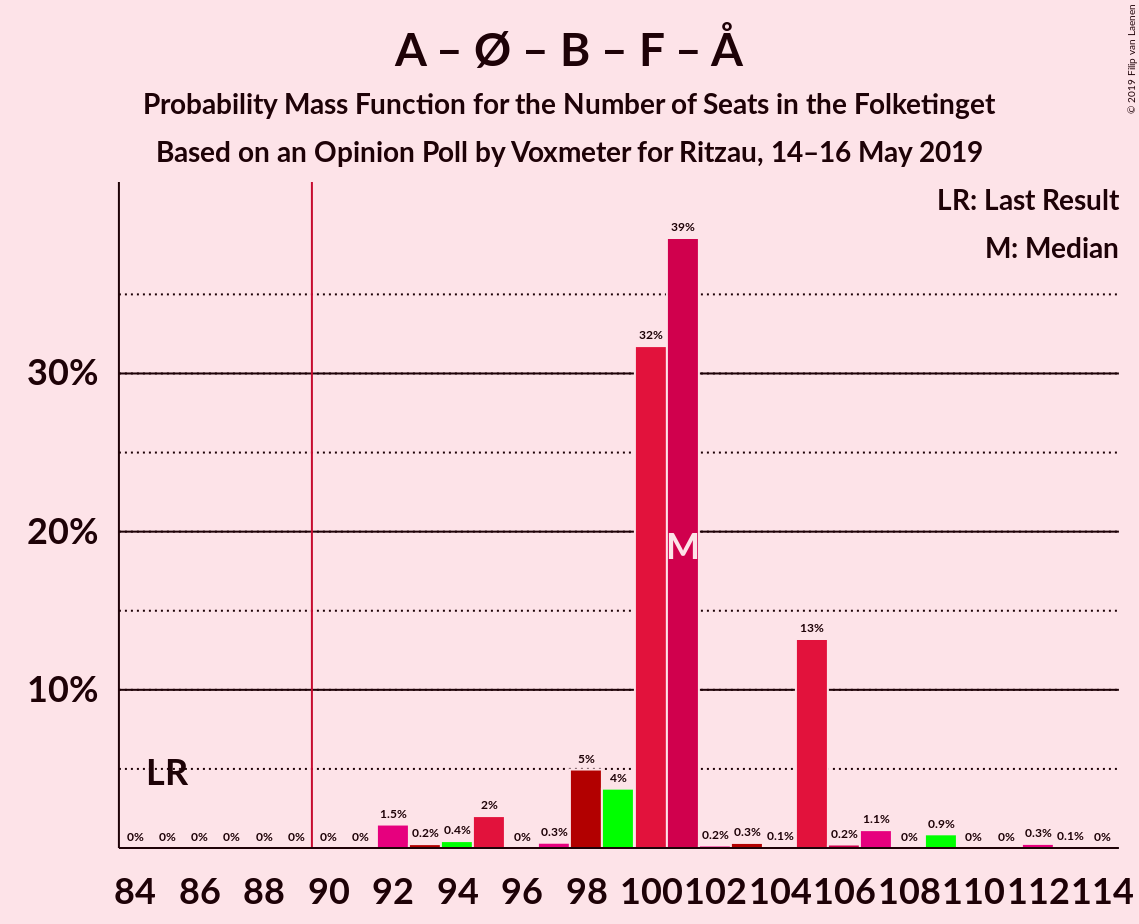 A – Ø – B – F – Å
Probability Mass Function for the Number of Seats in the Folketinget
Based on an Opinion Poll by Voxmeter for Ritzau, 14–16 May 2019
© 2019 Filip van Laenen
LR: Last Result
M: Median
39%
32%
30%
20%
M
13%
10%
5%
LR
4%
2%
1.5%
1.1%
0% 0% 0% 0% 0% 0% 0% 0% 0.2% 0.4% 0% 0.3% 0.2% 0.3% 0.1% 0.2% 0% 0.9% 0% 0% 0.3% 0.1% 0%
84 86 88 90 92 94 96 98 100 102 104 106 108 110 112 114